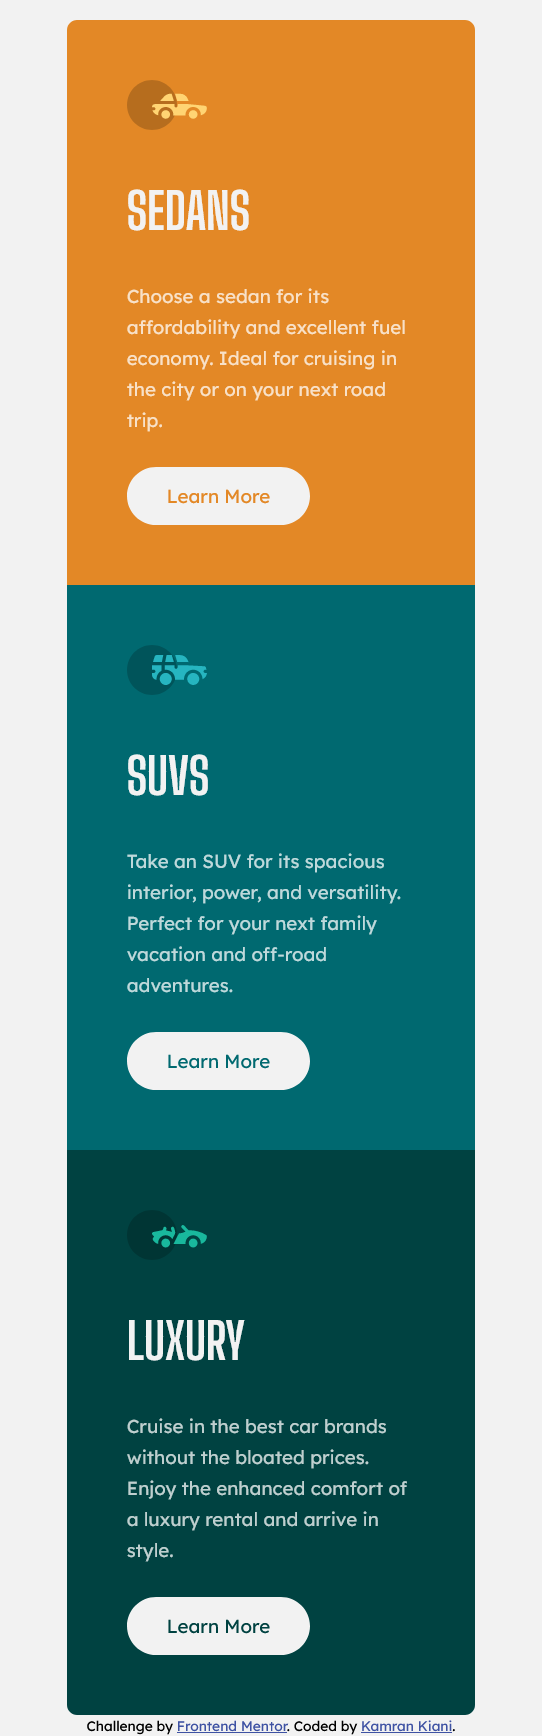 SEDANS
Choose a sedan for its
affordability and excellent fuel
economy. Ideal for cruising in
the city or on your next road
trip.
Learn More
SUVS
Take an SUV for its spacious
interior, power, and versatility.
Perfect for your next family
vacation and off-road
adventures.
Learn More
LUXURY
Cruise in the best car brands
without the bloated prices.
Enjoy the enhanced comfort of
a luxury rental and arrive in
style.
Learn More
Challenge by Frontend Mentor. Coded by Kamran Kiani.